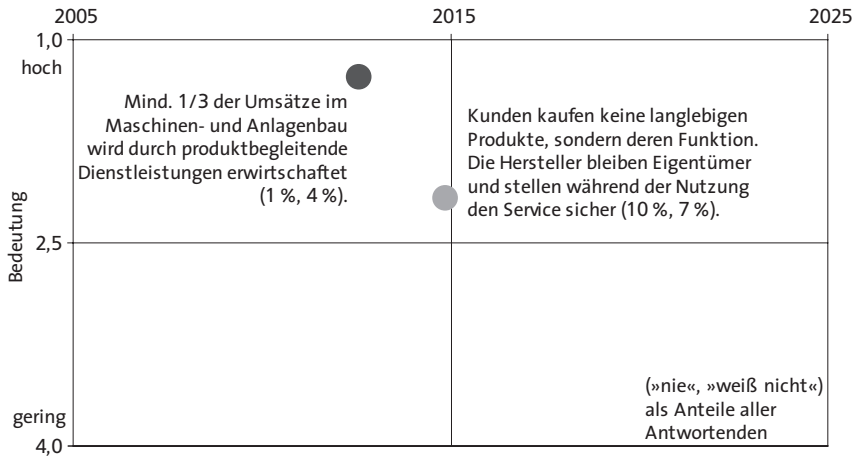 2005 2015 2025
1,0
hoch
Mind. 1/3 der Umsätze im
Maschinen- und Anlagenbau
wird durch produktbegleitende
Dienstleistungen erwirtschaftet
(1 %, 4 %).
Kunden kaufen keine langlebigen
Produkte, sondern deren Funktion.
Die Hersteller bleiben Eigentümer
und stellen während der Nutzung
den Service sicher (10 %, 7 %).
Bedeutung
2,5
(»nie«, »weiß nicht«)
als Anteile aller
Antwortenden
gering
4,0